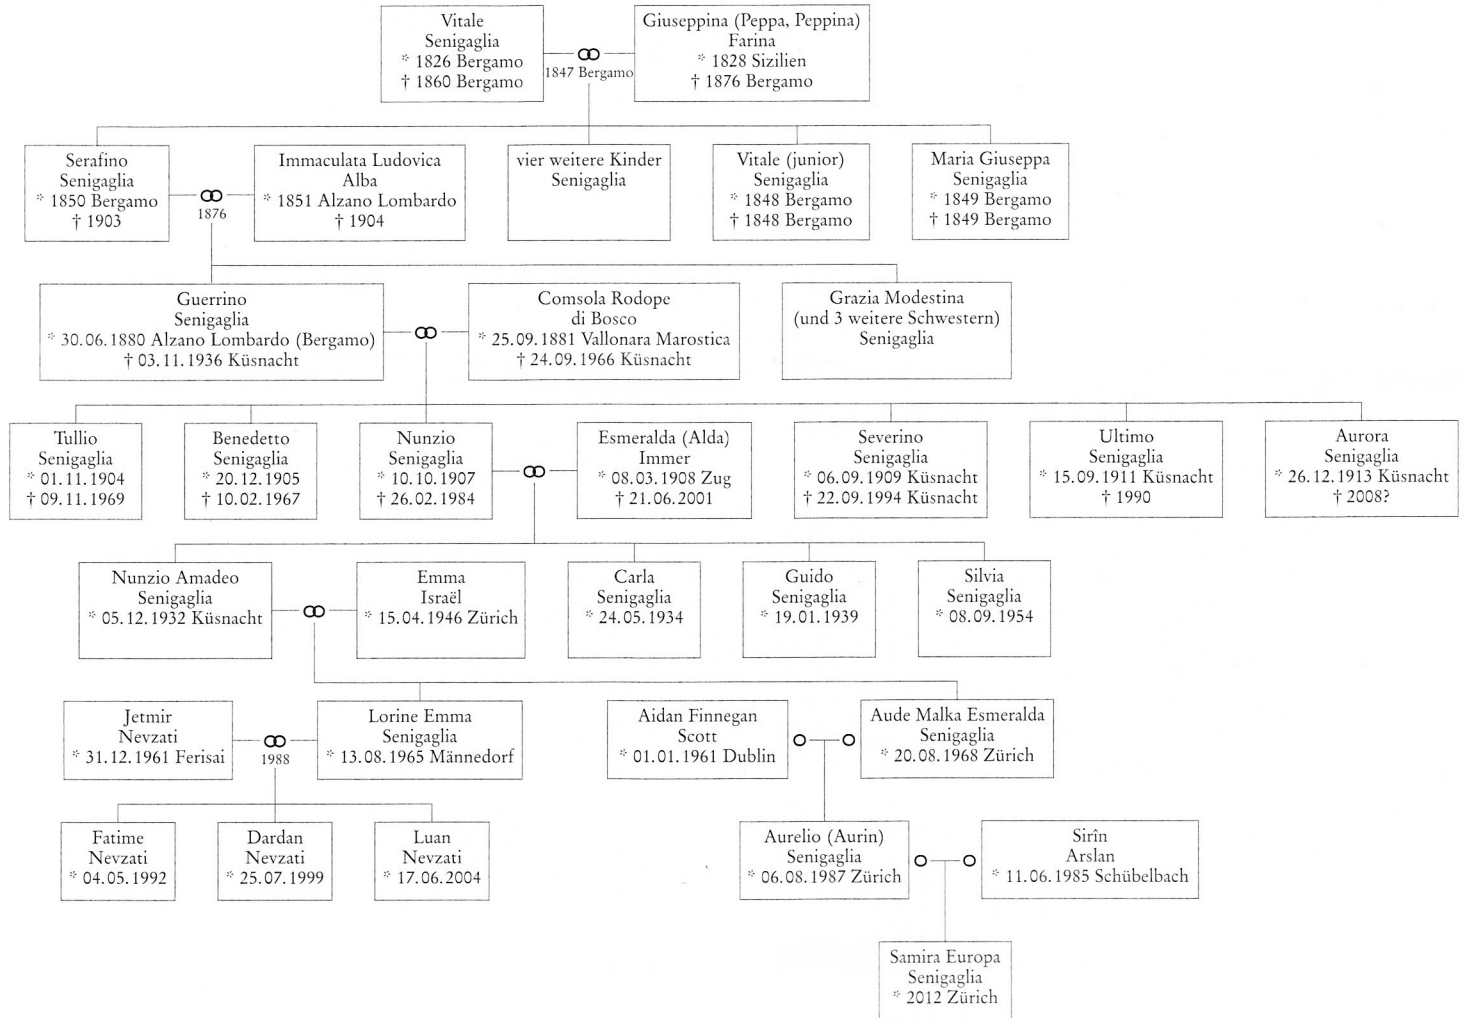 Vitale
Senigaglia
* 1826 Bergamo
† 1860 Bergamo
1847 Bergamo
Giuseppina (Peppa, Peppina)
Farina
* 1828 Sizilien
† 1876 Bergamo
Serafino
Senigaglia
* 1850 Bergamo
† 1903
1876
Immaculata Ludovica
Alba
* 1851 Alzano Lombardo
† 1904
vier weitere Kinder
Senigaglia
Vitale (junior)
Senigaglia
* 1848 Bergamo
† 1848 Bergamo
Maria Giuseppa
Senigaglia
* 1849 Bergamo
† 1849 Bergamo
Guerrino
Senigaglia
* 30.06.1880 Alzano Lombardo (Bergamo)
† 03.11.1936 Küsnacht
Comsola Rodope
di Bosco
* 25.09.1881 Vallonara Marostica
† 24.09.1966 Küsnacht
Grazia Modestina
(und 3 weitere Schwestern)
Senigaglia
Tullio
Senigaglia
* 01.11.1904
† 09.11.1969
Benedetto
Senigaglia
* 20.12.1905
† 10.02.1967
Nunzio
Senigaglia
* 10.10.1907
† 26.02.1984
Esmeralda (Alda)
Immer
* 08.03.1908 Zug
† 21.06.2001
Severino
Senigaglia
* 06.09.1909 Küsnacht
† 22.09.1994 Küsnacht
Ultimo
Senigaglia
* 15.09.1911 Küsnacht
† 1990
Aurora
Senigaglia
* 26.12.1913 Küsnacht
† 2008?
Nunzio Amadeo
Senigaglia
* 05.12.1932 Küsnacht
Emma
Israël
* 15.04.1946 Zürich
Carla
Senigaglia
* 24.05.1934
Guido
Senigaglia
* 19.01.1939
Silvia
Senigaglia
* 08.09.1954
Jetmir
Nevzati
* 31.12.1961 Ferisai
1988
Lorine Emma
Senigaglia
* 13.08.1965 Männedorf
Aidan Finnegan
Scott
* 01.01.1961 Dublin
Aude Malka Esmeralda
Senigaglia
* 20.08.1968 Zürich
Fatime
Nevzati
* 04.05.1992
Dardan
Nevzati
* 25.07.1999
Luan
Nevzati
* 17.06.2004
Aurelio (Aurin)
Senigaglia
* 06.08.1987 Zürich
Sirîn
Arslan
* 11.06.1985 Schübelbach
Samira Europa
Senigaglia
* 2012 Zürich